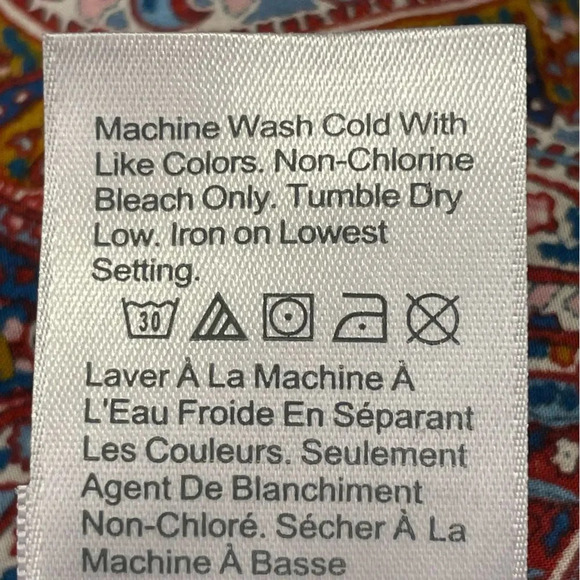 Machine Wash Cold With
Like Colors. Non-Chlorine
Bleach Only. Tumble Dry
Low. Iron on Lowest
Setting.
30
Laver À La Machine À
L'Eau Froide En Séparant
Les Couleurs. Seulement
Agent De Blanchiment
Non-Chloré. Sécher À La
Machine À Basse